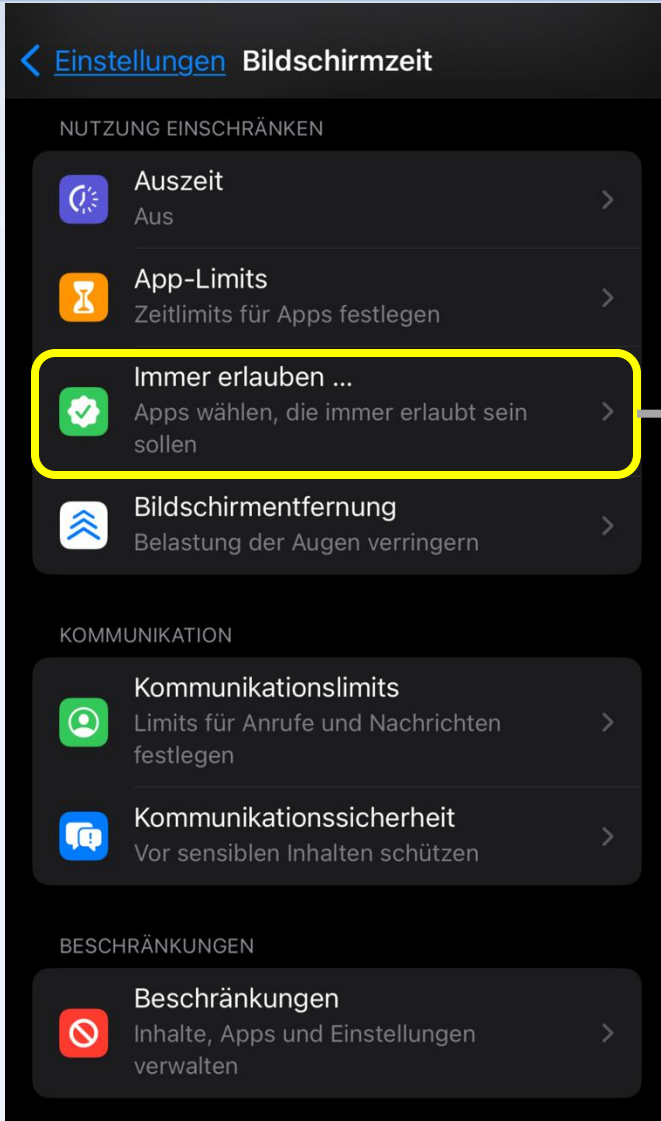 Einstellungen Bildschirmzeit
NUTZUNG EINSCHRÄNKEN
Auszeit
Aus
App-Limits
Zeitlimits für Apps festlegen
Immer erlauben ...
Apps wählen, die immer erlaubt sein
sollen
Bildschirmentfernung
Belastung der Augen verringern
KOMMUNIKATION
Kommunikationslimits
Limits für Anrufe und Nachrichten
festlegen
Kommunikationssicherheit
Vor sensiblen Inhalten schützen
BESCHRÄNKUNGEN
Beschränkungen
Inhalte, Apps und Einstellungen
verwalten